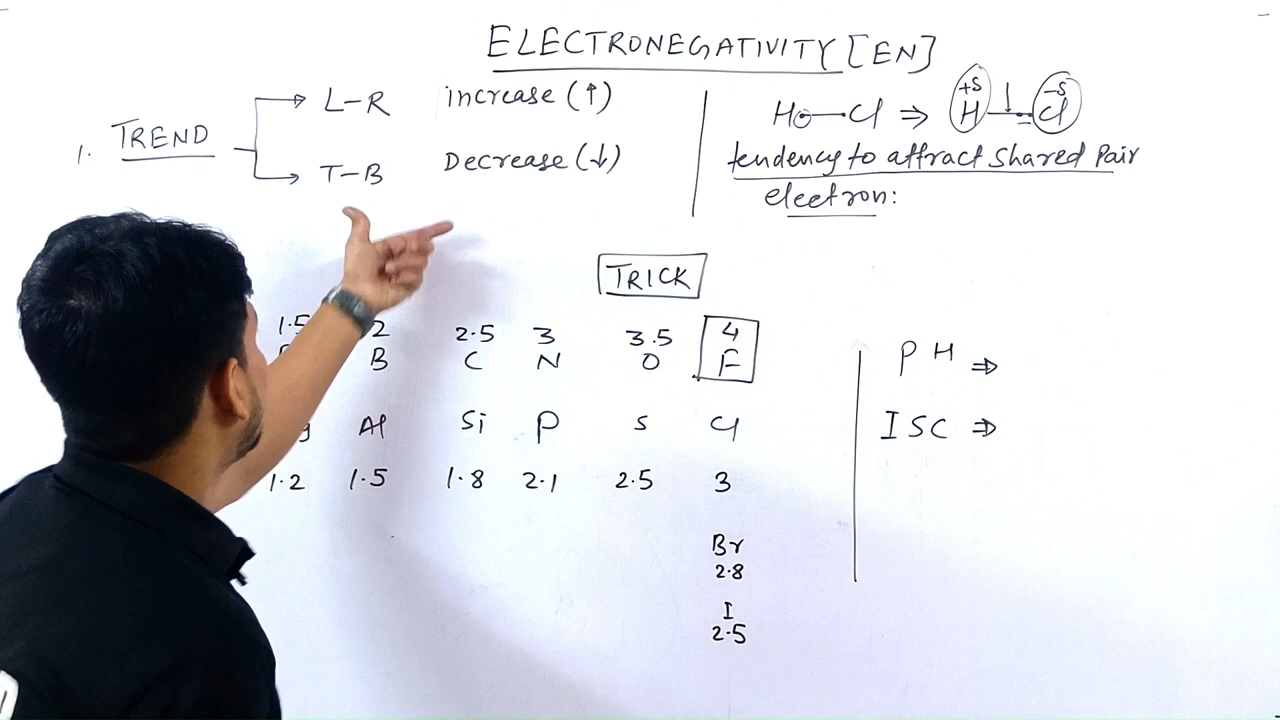 ELECTRONEGATIVITY [EN]
1. TREND
L-R increase (↑)
T-B Decrease (↓)
H—Cl ⇒ +δ H — -δ Cl
tendency to attract shared pair
electron:
TRICK
1.5 2 2.5 3 3.5 4
B C N O F
Al Si P S Cl
1.2 1.5 1.8 2.1 2.5 3
Br
2.8
I
2.5
PH ⇒
ISC ⇒